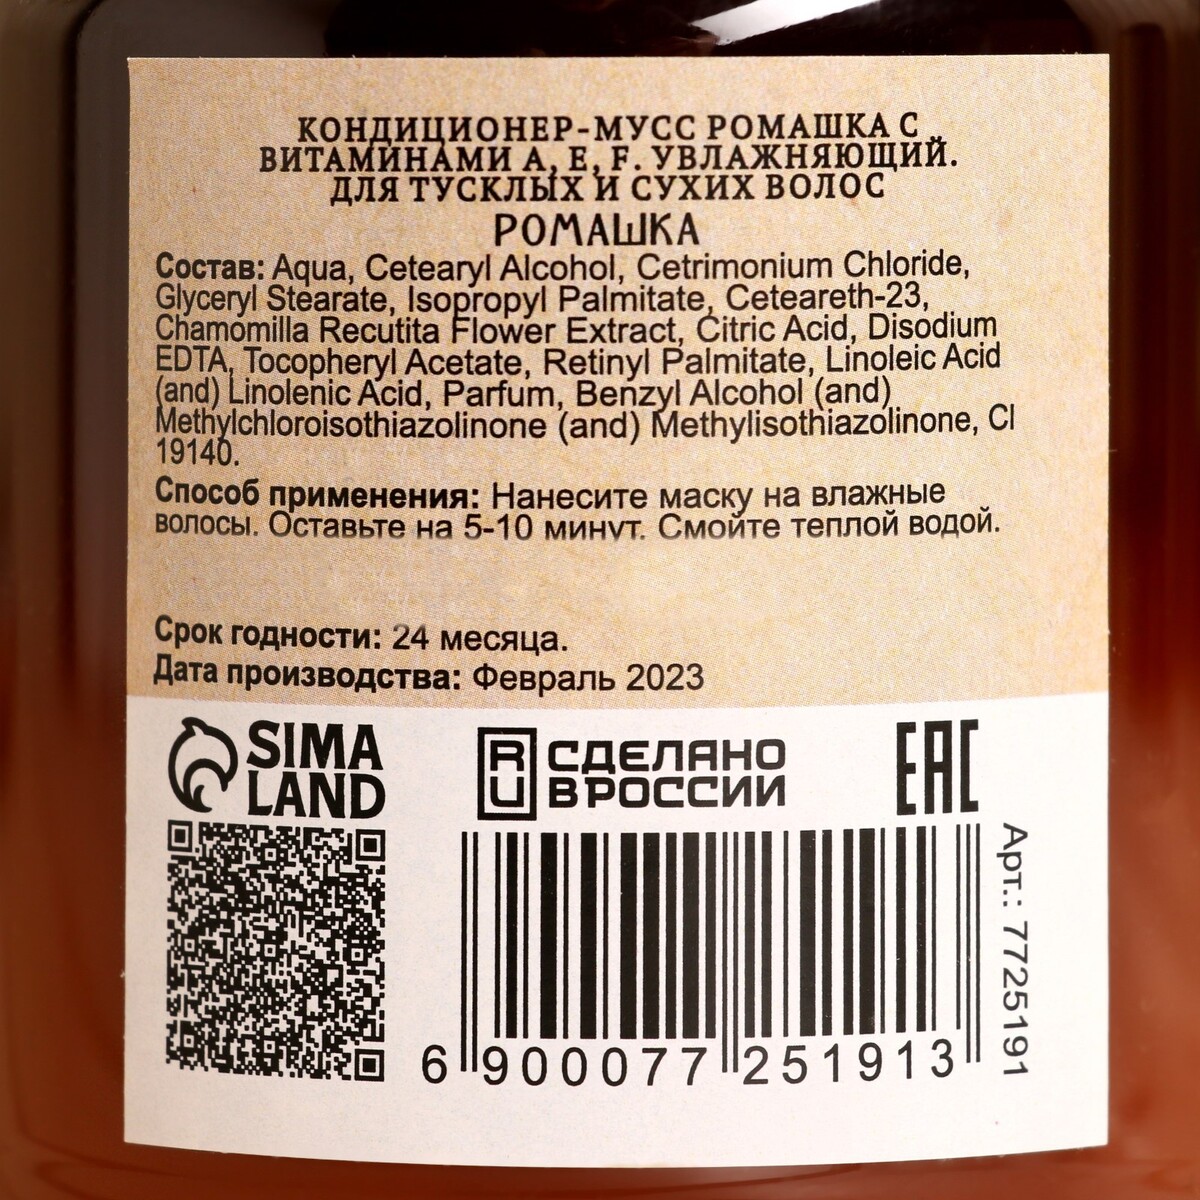 КОНДИЦИОНЕР-МУСС РОМАШКА С
ВИТАМИНАМИ A, E, F. УВЛАЖНЯЮЩИЙ.
ДЛЯ ТУСКЛЫХ И СУХИХ ВОЛОС
РОМАШКА
Состав: Aqua, Cetearyl Alcohol, Cetrimonium Chloride,
Glyceryl Stearate, Isopropyl Palmitate, Ceteareth-23,
Chamomilla Recutita Flower Extract, Citric Acid, Disodium
EDTA, Tocopheryl Acetate, Retinyl Palmitate, Linoleic Acid
(and) Linolenic Acid, Parfum, Benzyl Alcohol (and)
Methylchloroisothiazolinone (and) Methylisothiazolinone, CI
19140.
Способ применения: Нанесите маску на влажные
волосы. Оставьте на 5-10 минут. Смойте теплой водой.
Срок годности: 24 месяца.
Дата производства: Февраль 2023
SIMA
LAND
RU
СДЕЛАНО
В РОССИИ
EAC
6 900077 251913
Арт.: 7725191